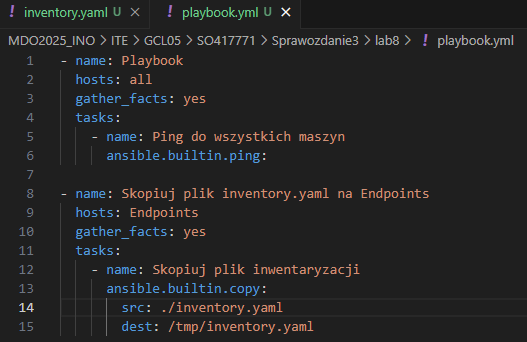 ! inventory.yaml U × ! playbook.yml U ×
MDO2025_INO > ITE > GCL05 > SO417771 > Sprawozdanie3 > lab8 > ! playbook.yml
1 - name: Playbook
2 hosts: all
3 gather_facts: yes
4 tasks:
5 - name: Ping do wszystkich maszyn
6 ansible.builtin.ping:
7
8 - name: Skopiuj plik inventory.yaml na Endpoints
9 hosts: Endpoints
10 gather_facts: yes
11 tasks:
12 - name: Skopiuj plik inwentaryzacji
13 ansible.builtin.copy:
14 src: ./inventory.yaml
15 dest: /tmp/inventory.yaml